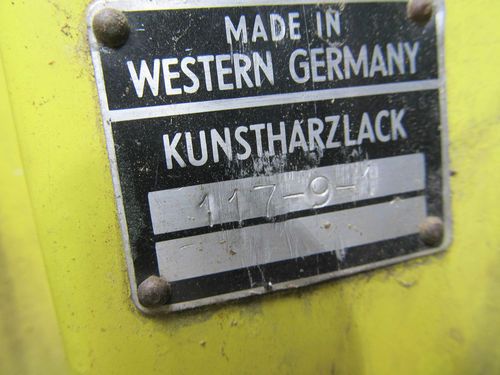 MADE IN
WESTERN GERMANY
KUNSTHARZLACK
117-9-1